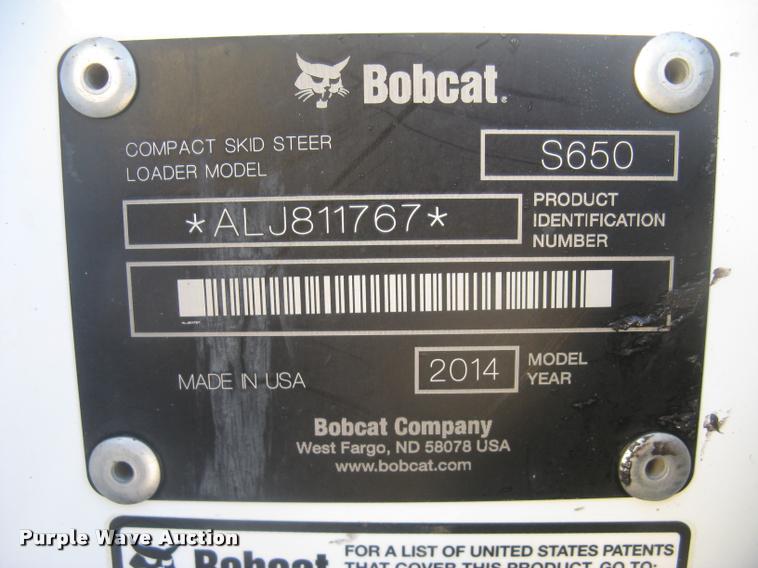 Bobcat.
COMPACT SKID STEER
LOADER MODEL
S650
*ALJ811767*
PRODUCT
IDENTIFICATION
NUMBER
MADE IN USA
2014
MODEL
YEAR
Bobcat Company
West Fargo, ND 58078 USA
www.bobcat.com
Purple Wave Auction
Bobcat
FOR A LIST OF UNITED STATES PATENTS
THAT COVER THIS PRODUCT, GO TO: